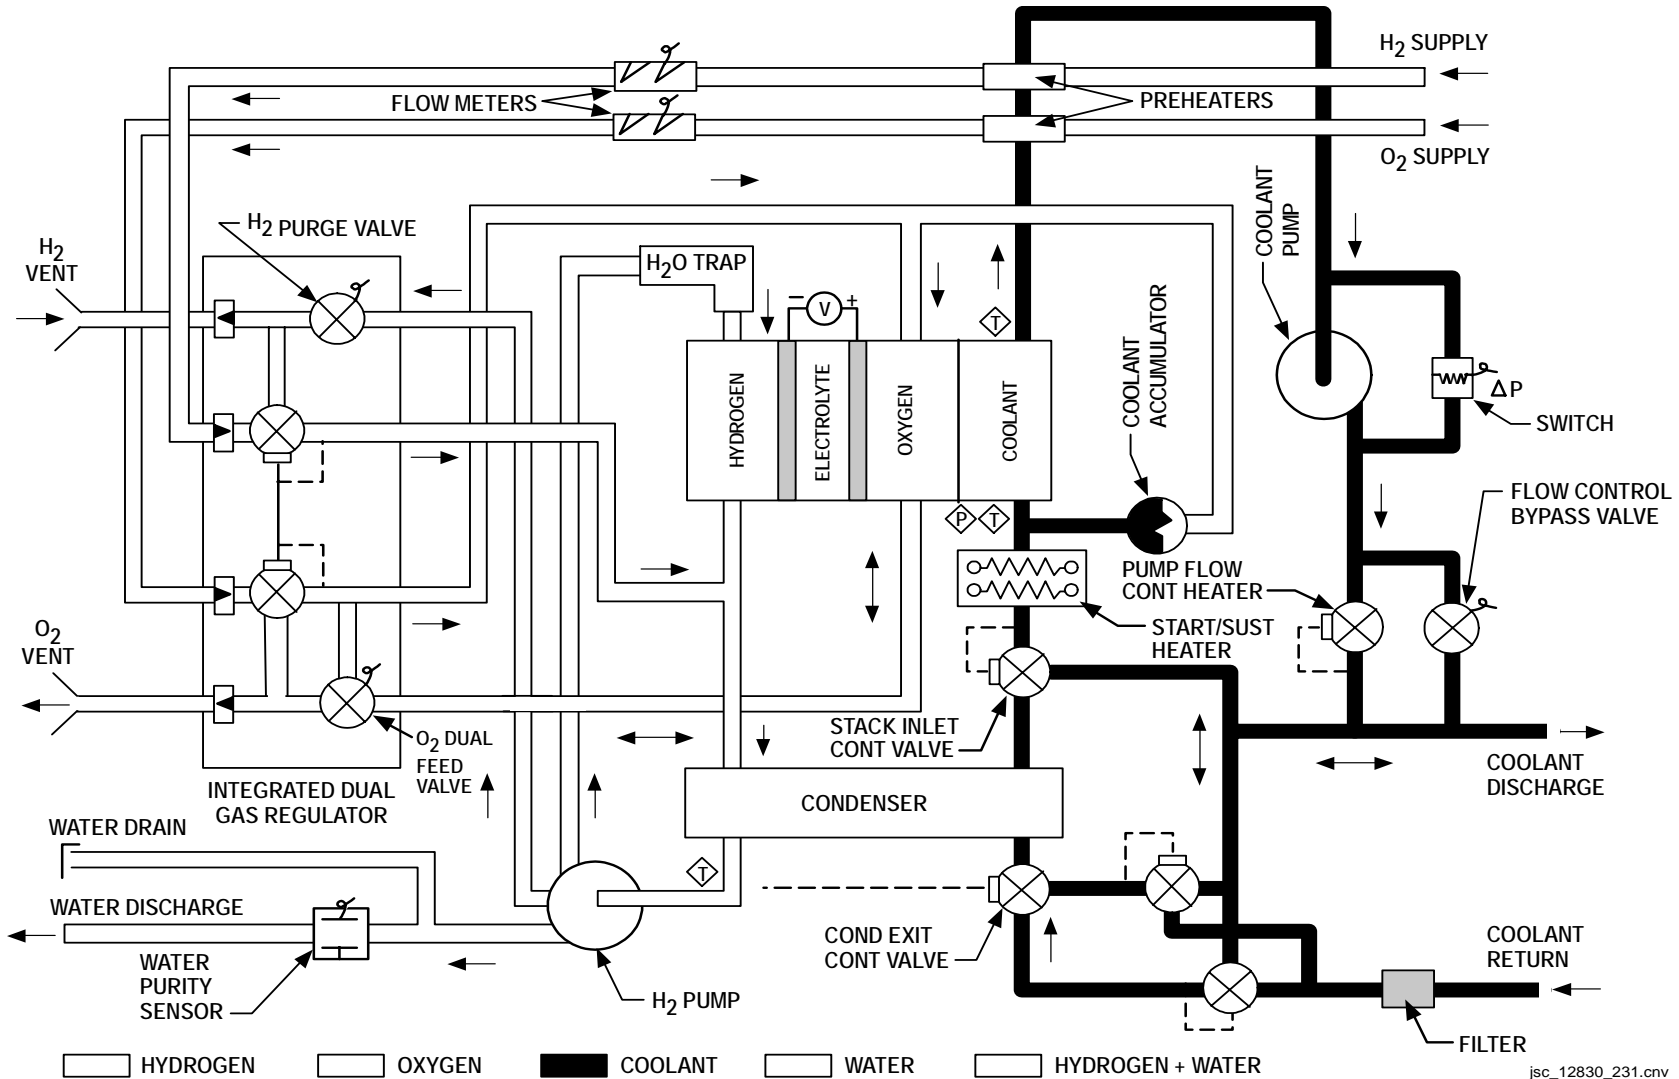 H2 SUPPLY
FLOW METERS
PREHEATERS
O2 SUPPLY
COOLANT
PUMP
H2 PURGE VALVE
H2
VENT
H2O TRAP
− V +
T
COOLANT
ACCUMULATOR
ΔP
SWITCH
HYDROGEN
ELECTROLYTE
OXYGEN
COOLANT
P T
FLOW CONTROL
BYPASS VALVE
PUMP FLOW
CONT HEATER
START/SUST
HEATER
O2
VENT
STACK INLET
CONT VALVE
O2 DUAL
FEED
VALVE
COOLANT
DISCHARGE
INTEGRATED DUAL
GAS REGULATOR
CONDENSER
WATER DRAIN
T
WATER DISCHARGE
COND EXIT
CONT VALVE
COOLANT
RETURN
WATER
PURITY
SENSOR
H2 PUMP
FILTER
HYDROGEN
OXYGEN
COOLANT
WATER
HYDROGEN + WATER
jsc_12830_231.cnv